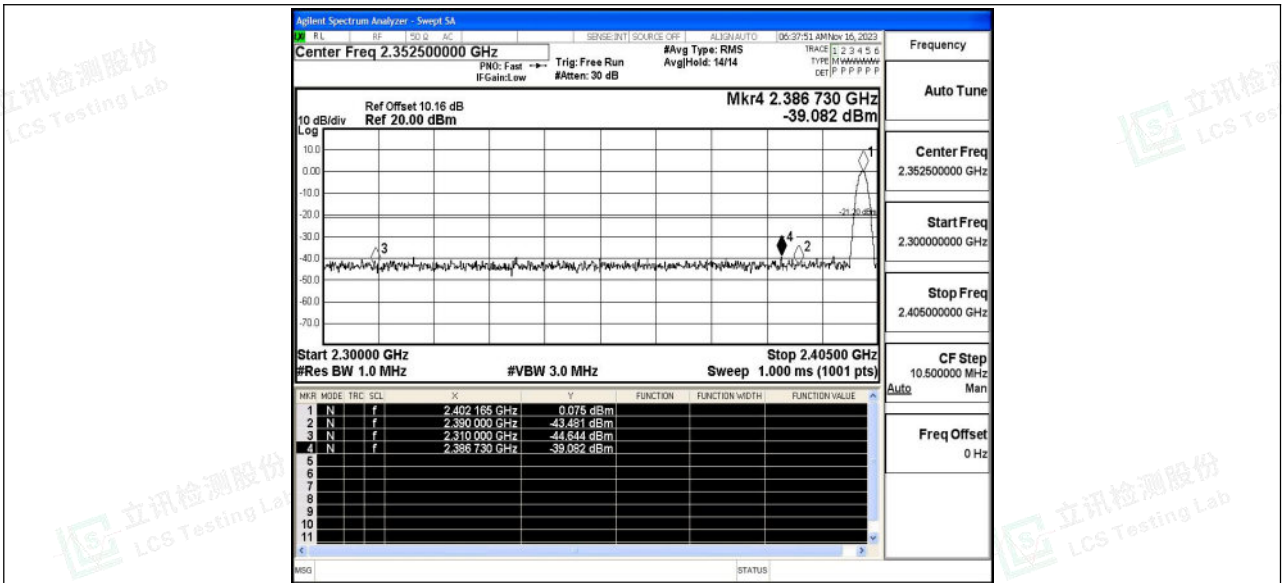 Agilent Spectrum Analyzer - Swept SA
RL RF 50 Ω AC SENSE:INT SOURCE OFF ALIGNAUTO 06:37:51 AM Nov 16, 2023
Center Freq 2.352500000 GHz
PNO: Fast
IFGain:Low
Trig: Free Run
#Atten: 30 dB
#Avg Type: RMS
Avg|Hold: 14/14
TRACE 1 2 3 4 5 6
TYPE M WWWWW
DET P P P P P P
Ref Offset 10.16 dB
10 dB/div Ref 20.00 dBm
Log
Mkr4 2.386 730 GHz
-39.082 dBm
10.0
0.00
-10.0
-20.0
-30.0
-40.0
-50.0
-60.0
-70.0
1
-21.20 dBm
4
2
3
Start 2.30000 GHz Stop 2.40500 GHz
#Res BW 1.0 MHz #VBW 3.0 MHz Sweep 1.000 ms (1001 pts)
MKR MODE TRC SCL X Y FUNCTION FUNCTION WIDTH FUNCTION VALUE
1 N f 2.402 165 GHz 0.075 dBm
2 N f 2.390 000 GHz -43.481 dBm
3 N f 2.310 000 GHz -44.644 dBm
4 N f 2.386 730 GHz -39.082 dBm
5
6
7
8
9
10
11
MSG STATUS
Frequency
Auto Tune
Center Freq
2.352500000 GHz
Start Freq
2.300000000 GHz
Stop Freq
2.405000000 GHz
CF Step
10.500000 MHz
Auto Man
Freq Offset
0 Hz
立讯检测股份
LCS Testing Lab
立讯检测
LCS Tes
立讯检测股份
LCS Testing Lab
立讯检测股份
LCS Testing Lab